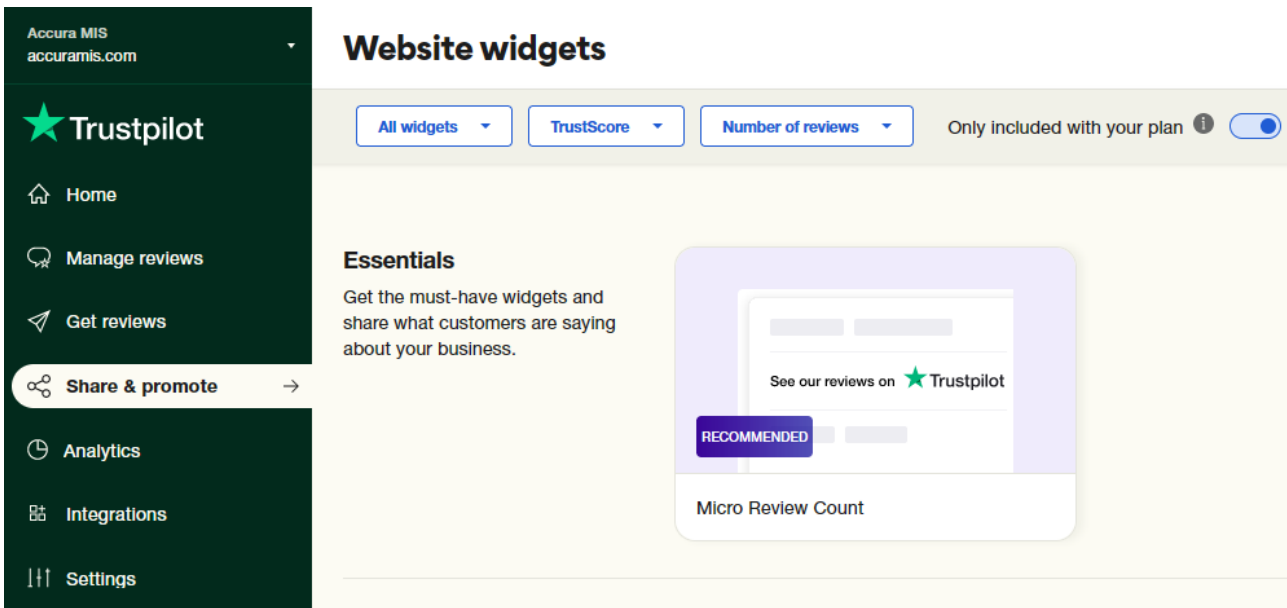 Accura MIS
accuramis.com
Trustpilot
Home
Manage reviews
Get reviews
Share & promote
Analytics
Integrations
Settings
Website widgets
All widgets
TrustScore
Number of reviews
Only included with your plan
Essentials
Get the must-have widgets and
share what customers are saying
about your business.
See our reviews on Trustpilot
RECOMMENDED
Micro Review Count